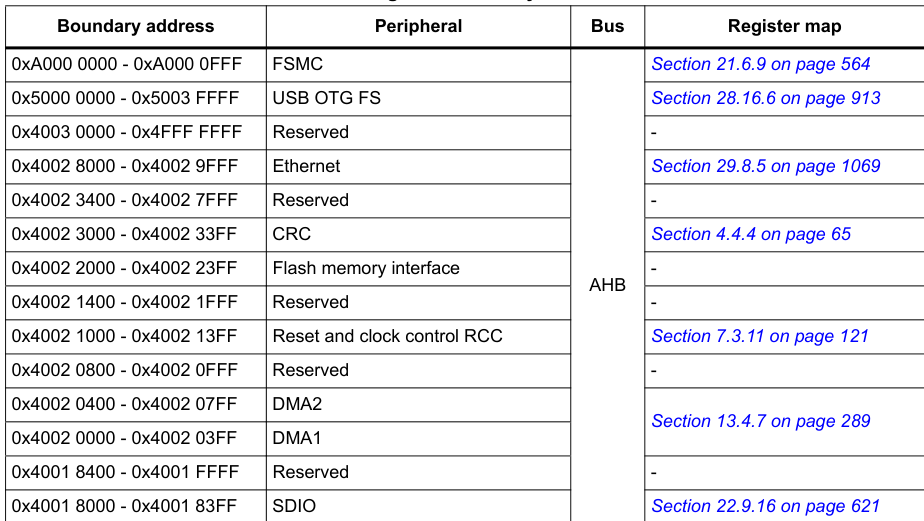 Boundary address Peripheral Bus Register map
0xA000 0000 - 0xA000 0FFF FSMC Section 21.6.9 on page 564
0x5000 0000 - 0x5003 FFFF USB OTG FS Section 28.16.6 on page 913
0x4003 0000 - 0x4FFF FFFF Reserved -
0x4002 8000 - 0x4002 9FFF Ethernet Section 29.8.5 on page 1069
0x4002 3400 - 0x4002 7FFF Reserved -
0x4002 3000 - 0x4002 33FF CRC Section 4.4.4 on page 65
0x4002 2000 - 0x4002 23FF Flash memory interface -
AHB
0x4002 1400 - 0x4002 1FFF Reserved -
0x4002 1000 - 0x4002 13FF Reset and clock control RCC Section 7.3.11 on page 121
0x4002 0800 - 0x4002 0FFF Reserved -
0x4002 0400 - 0x4002 07FF DMA2
Section 13.4.7 on page 289
0x4002 0000 - 0x4002 03FF DMA1
0x4001 8400 - 0x4001 FFFF Reserved -
0x4001 8000 - 0x4001 83FF SDIO Section 22.9.16 on page 621